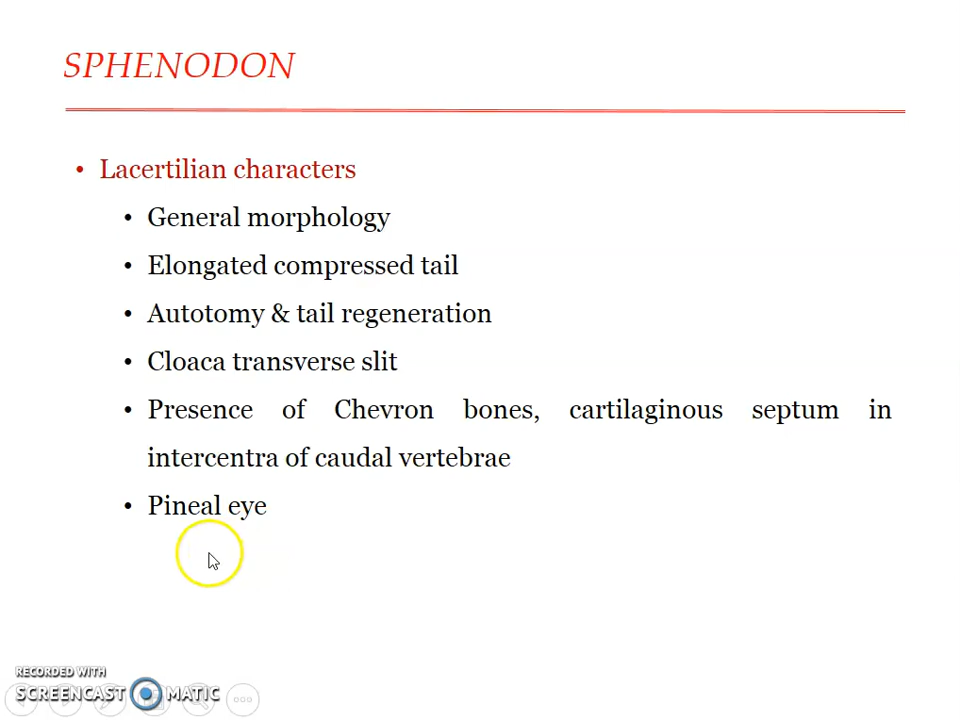 SPHENODON
• Lacertilian characters
• General morphology
• Elongated compressed tail
• Autotomy & tail regeneration
• Cloaca transverse slit
• Presence of Chevron bones, cartilaginous septum in
intercentra of caudal vertebrae
• Pineal eye
RECORDED WITH
SCREENCAST MATIC